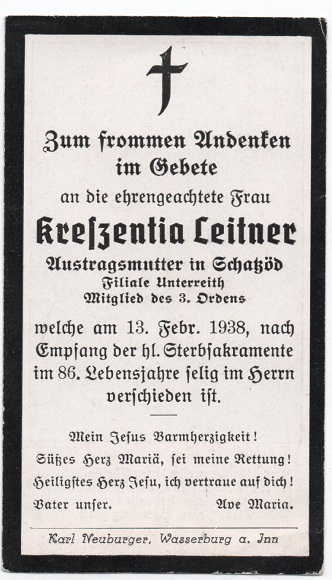 Zum frommen Andenken
im Gebete
an die ehrengeachtete Frau
Kreszentia Leitner
Austragsmutter in Schatzöd
Filiale Unterreith
Mitglied des 3. Ordens
welche am 13. Febr. 1938, nach
Empfang der hl. Sterbsakramente
im 86. Lebensjahre selig im Herrn
verschieden ist.
Mein Jesus Barmherzigkeit!
Süßes Herz Mariä, sei meine Rettung!
Heiligstes Herz Jesu, ich vertraue auf dich!
Vater unser. Ave Maria.
Karl Neuburger, Wasserburg a. Jnn